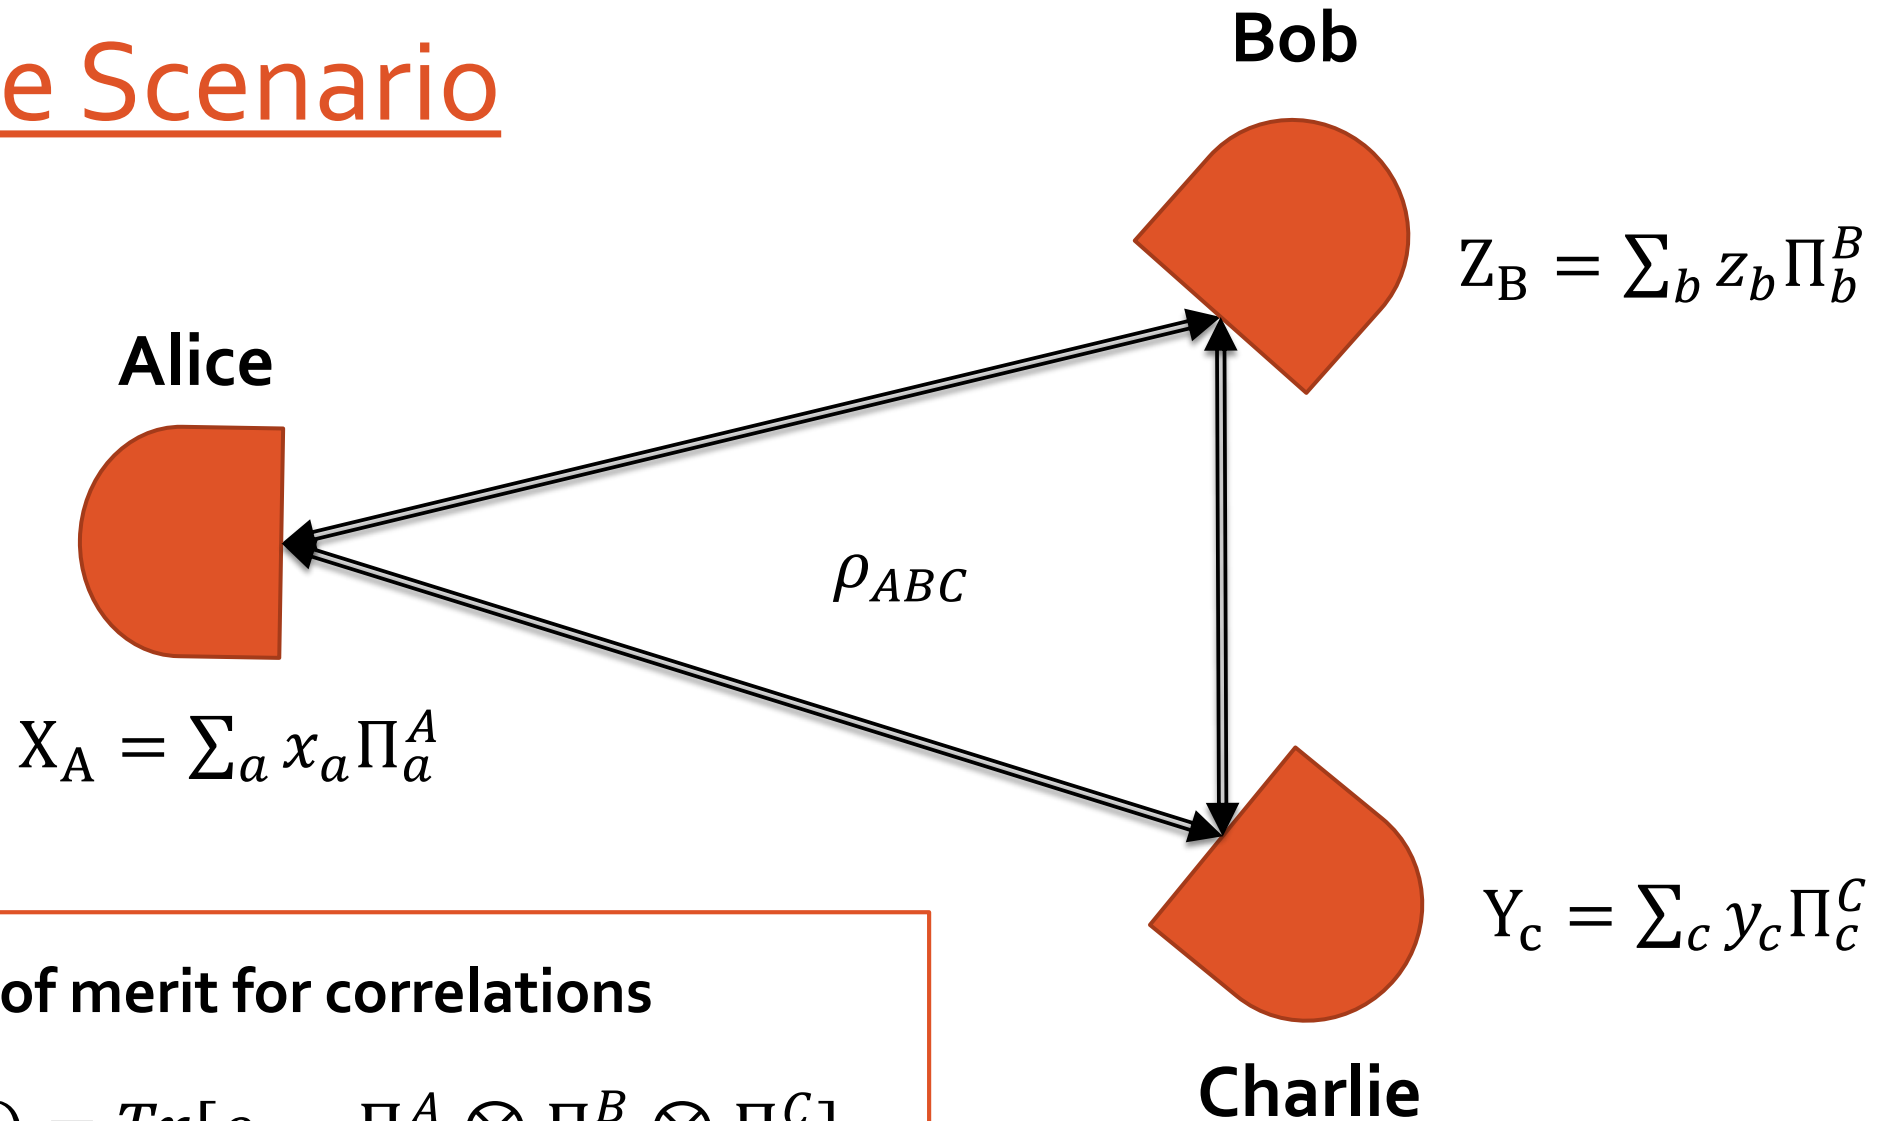 e Scenario
Bob
Z_B = ∑_b z_b Π_b^B
Alice
ρ_ABC
X_A = ∑_a x_a Π_a^A
Y_c = ∑_c y_c Π_c^C
of merit for correlations
Charlie
) = Tr[ρ Π^A ⊗ Π^B ⊗ Π^C]